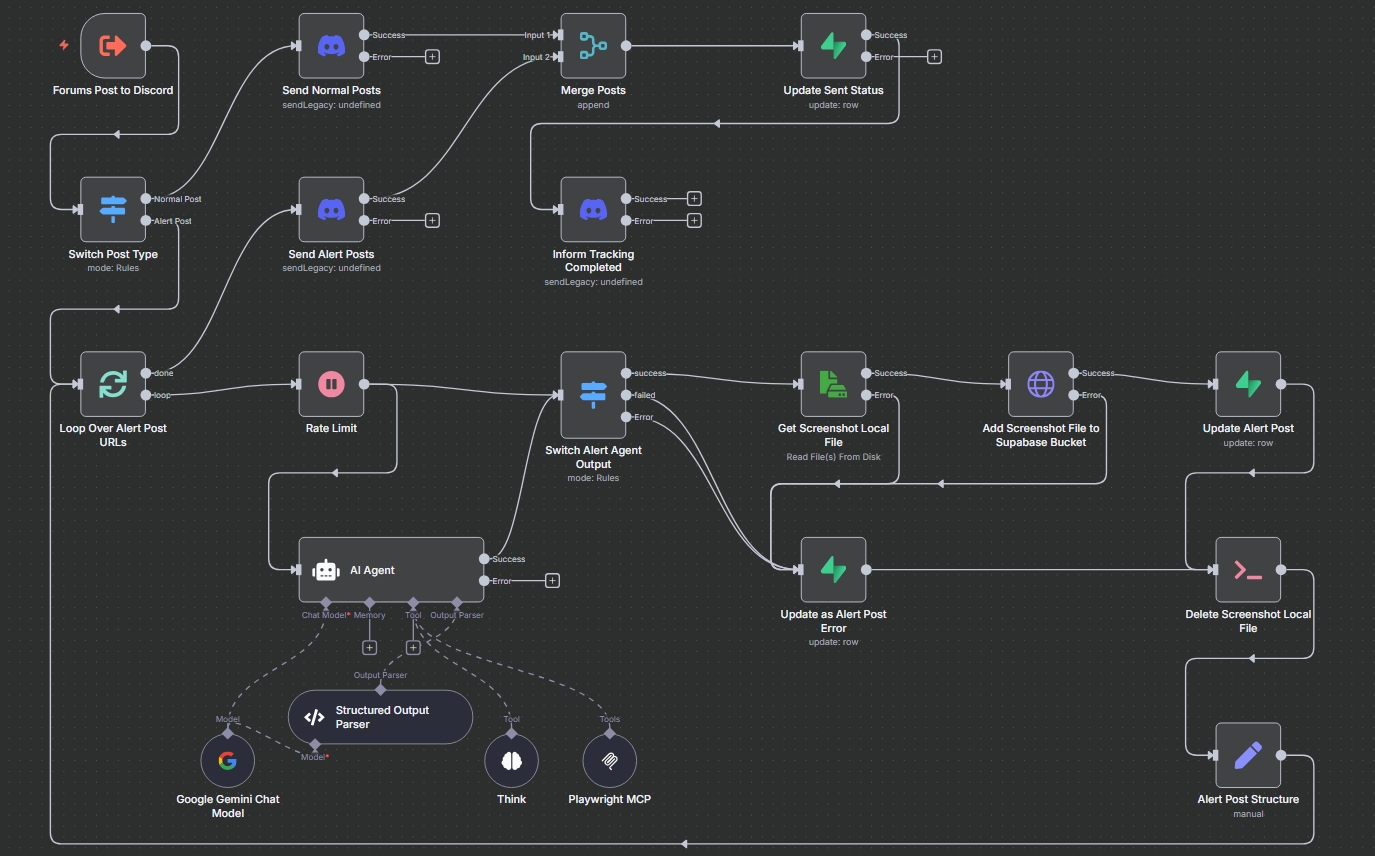 Success
Error
Input 1
Input 2
Success
Error
Forums Post to Discord
Send Normal Posts
sendLegacy: undefined
Merge Posts
append
Update Sent Status
update: row
Normal Post
Alert Post
Success
Error
Success
Error
Switch Post Type
mode: Rules
Send Alert Posts
sendLegacy: undefined
Inform Tracking
Completed
sendLegacy: undefined
done
loop
success
failed
Error
Success
Error
Success
Error
Loop Over Alert Post
URLs
Rate Limit
Switch Alert Agent
Output
mode: Rules
Get Screenshot Local
File
Read File(s) From Disk
Add Screenshot File to
Supabase Bucket
Update Alert Post
update: row
AI Agent
Success
Error
Chat Model*
Memory
Tool
Output Parser
Update as Alert Post
Error
update: row
Delete Screenshot Local
File
Output Parser
Structured Output
Parser
Model
Model*
Tool
Tools
Google Gemini Chat
Model
Think
Playwright MCP
Alert Post Structure
manual